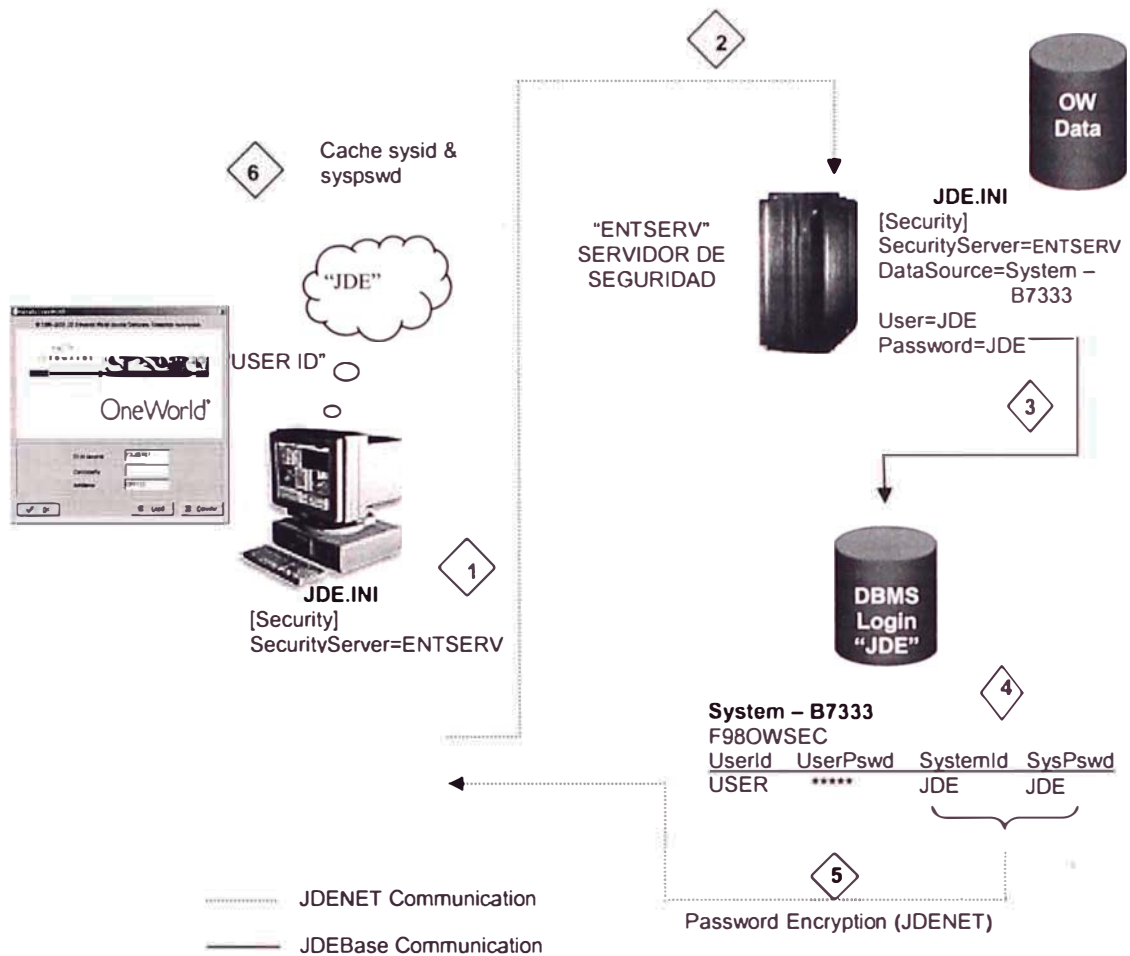 2
OW
Data
6
Cache sysid &
syspswd
"JDE"
"USER ID"
OneWorld
"ENTSERV"
SERVIDOR DE
SEGURIDAD
JDE.INI
[Security]
SecurityServer=ENTSERV
DataSource=System –
B7333
User=JDE
Password=JDE
3
1
JDE.INI
[Security]
SecurityServer=ENTSERV
DBMS
Login
"JDE"
4
System – B7333
F98OWSEC
UserId UserPswd SystemId SysPswd
USER ***** JDE JDE
5
Password Encryption (JDENET)
JDENET Communication
JDEBase Communication